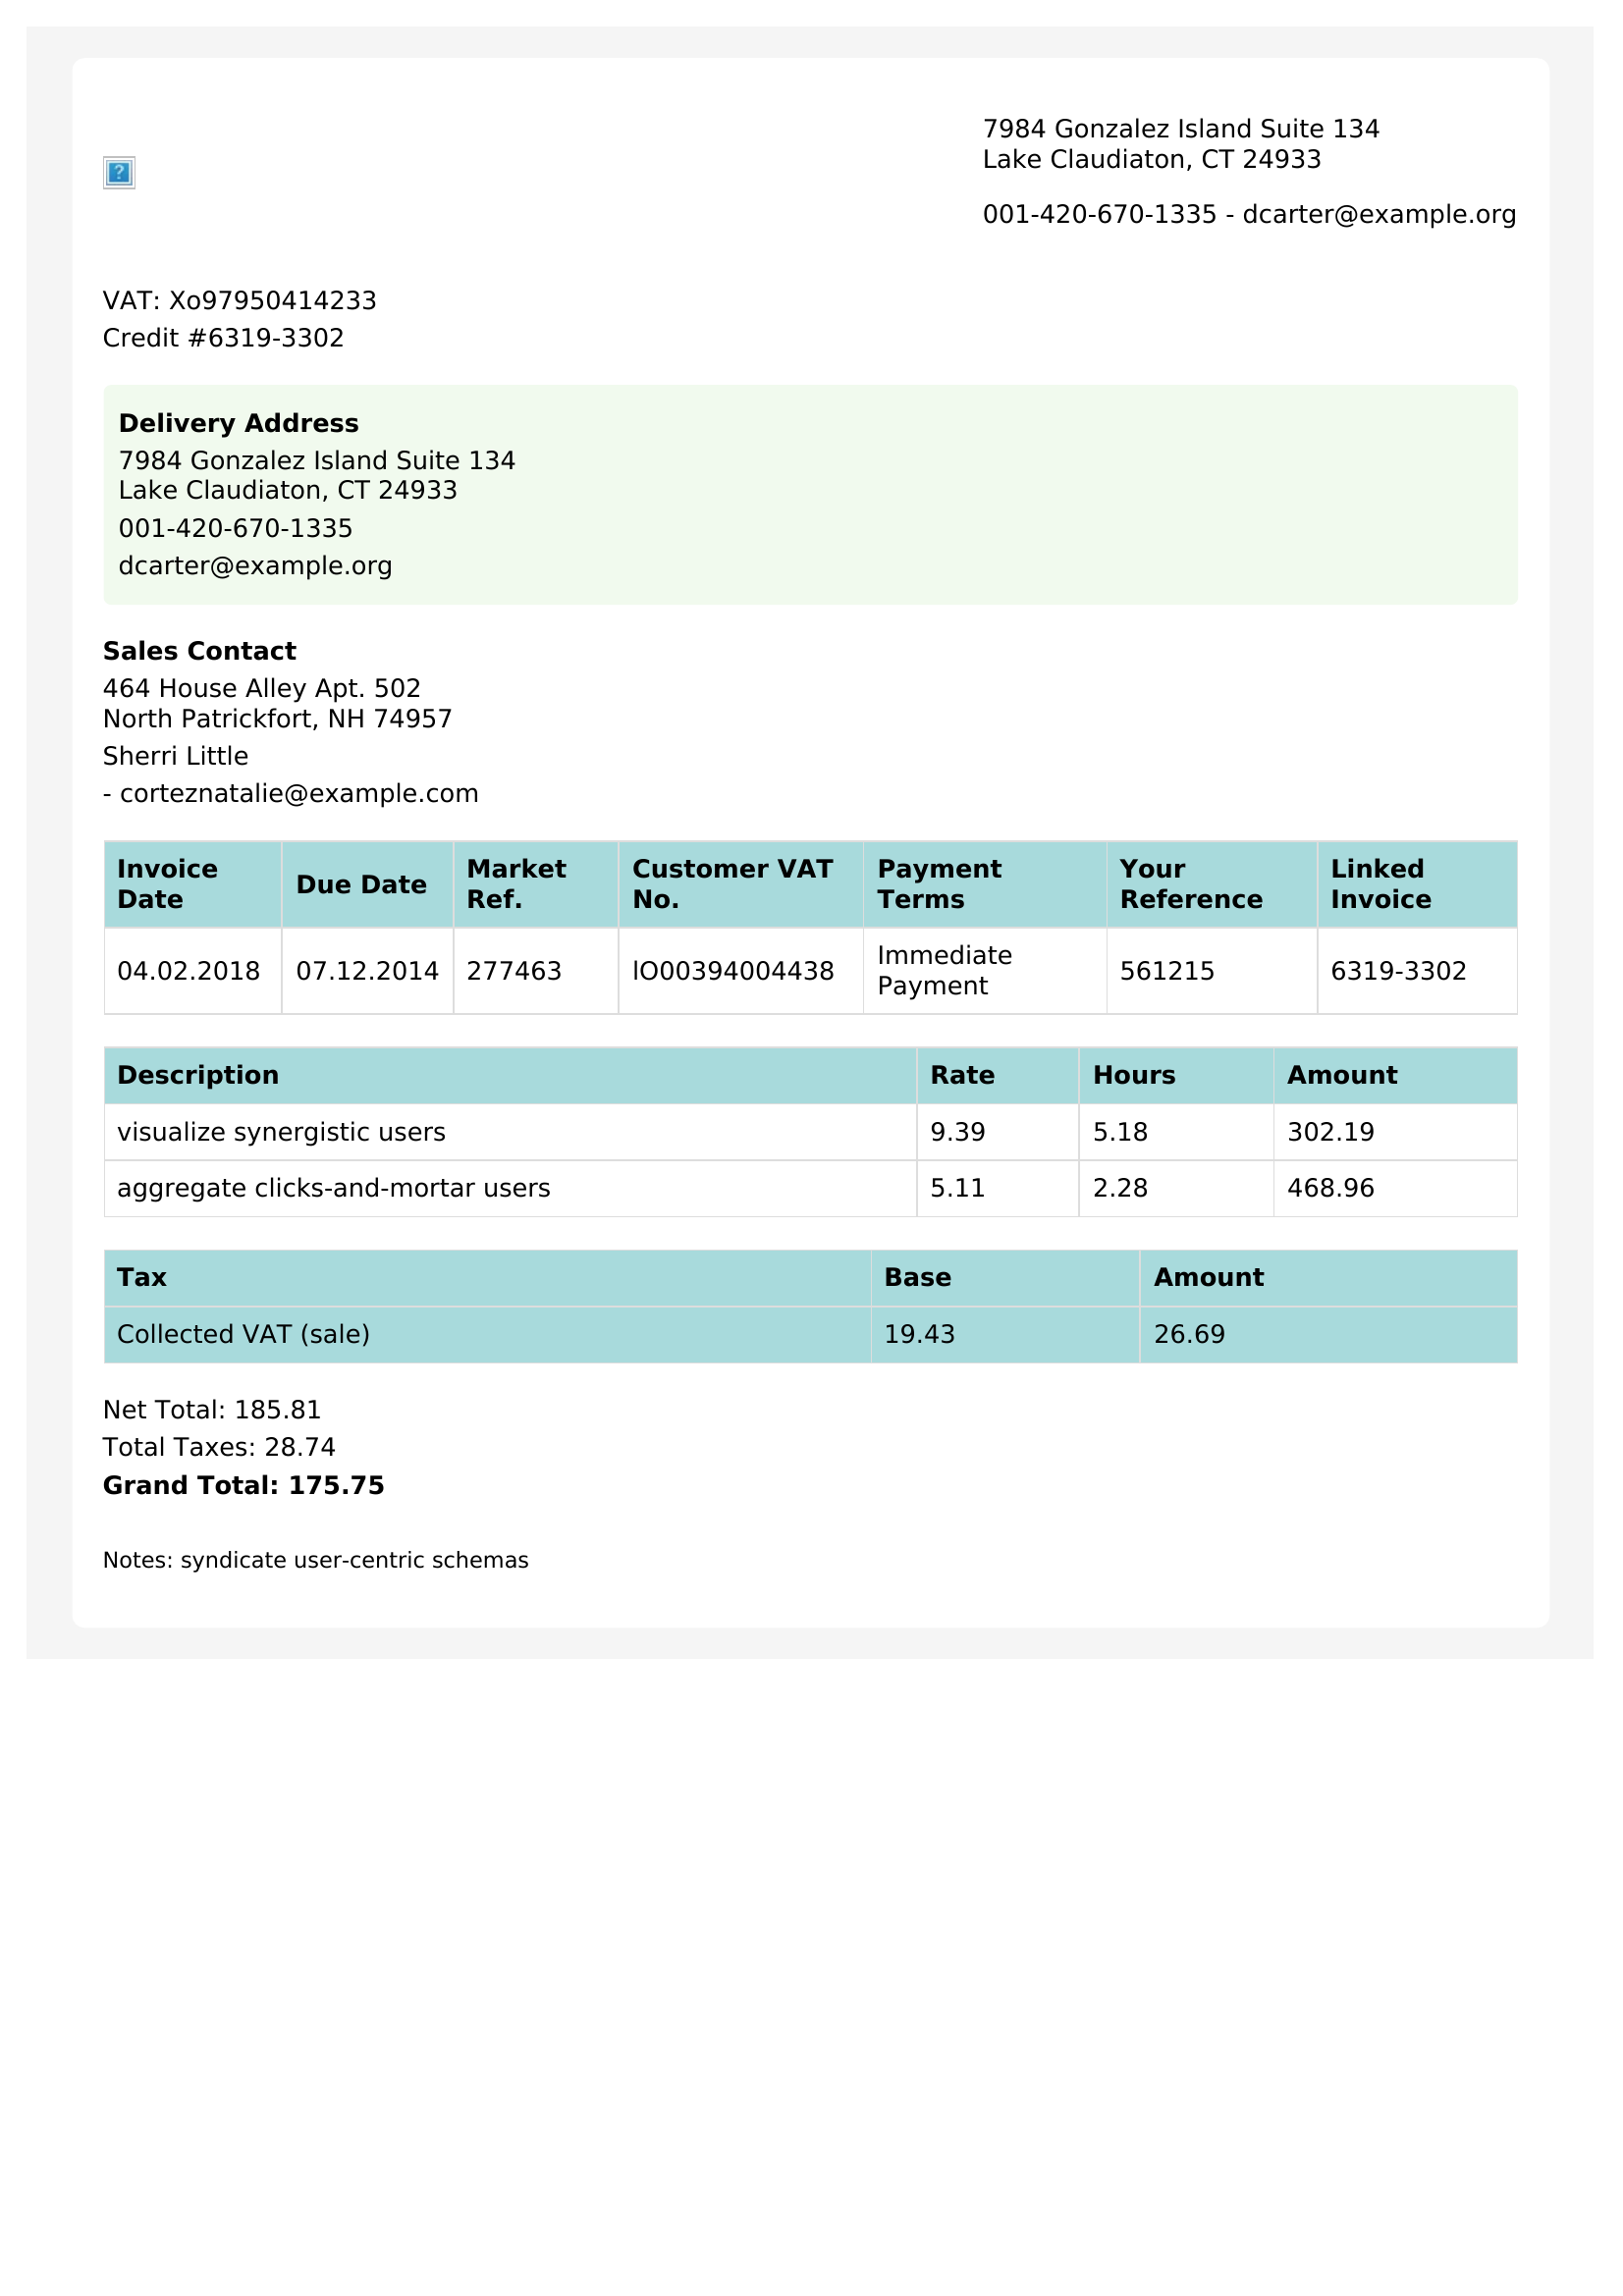 7984 Gonzalez Island Suite 134
Lake Claudiaton, CT 24933
001-420-670-1335 - dcarter@example.org
VAT: Xo97950414233
Credit #6319-3302
Delivery Address
7984 Gonzalez Island Suite 134
Lake Claudiaton, CT 24933
001-420-670-1335
dcarter@example.org
Sales Contact
464 House Alley Apt. 502
North Patrickfort, NH 74957
Sherri Little
- corteznatalie@example.com
Invoice Date Due Date Market Ref. Customer VAT No. Payment Terms Your Reference Linked Invoice
04.02.2018 07.12.2014 277463 lO00394004438 Immediate Payment 561215 6319-3302
Description Rate Hours Amount
visualize synergistic users 9.39 5.18 302.19
aggregate clicks-and-mortar users 5.11 2.28 468.96
Tax Base Amount
Collected VAT (sale) 19.43 26.69
Net Total: 185.81
Total Taxes: 28.74
Grand Total: 175.75
Notes: syndicate user-centric schemas